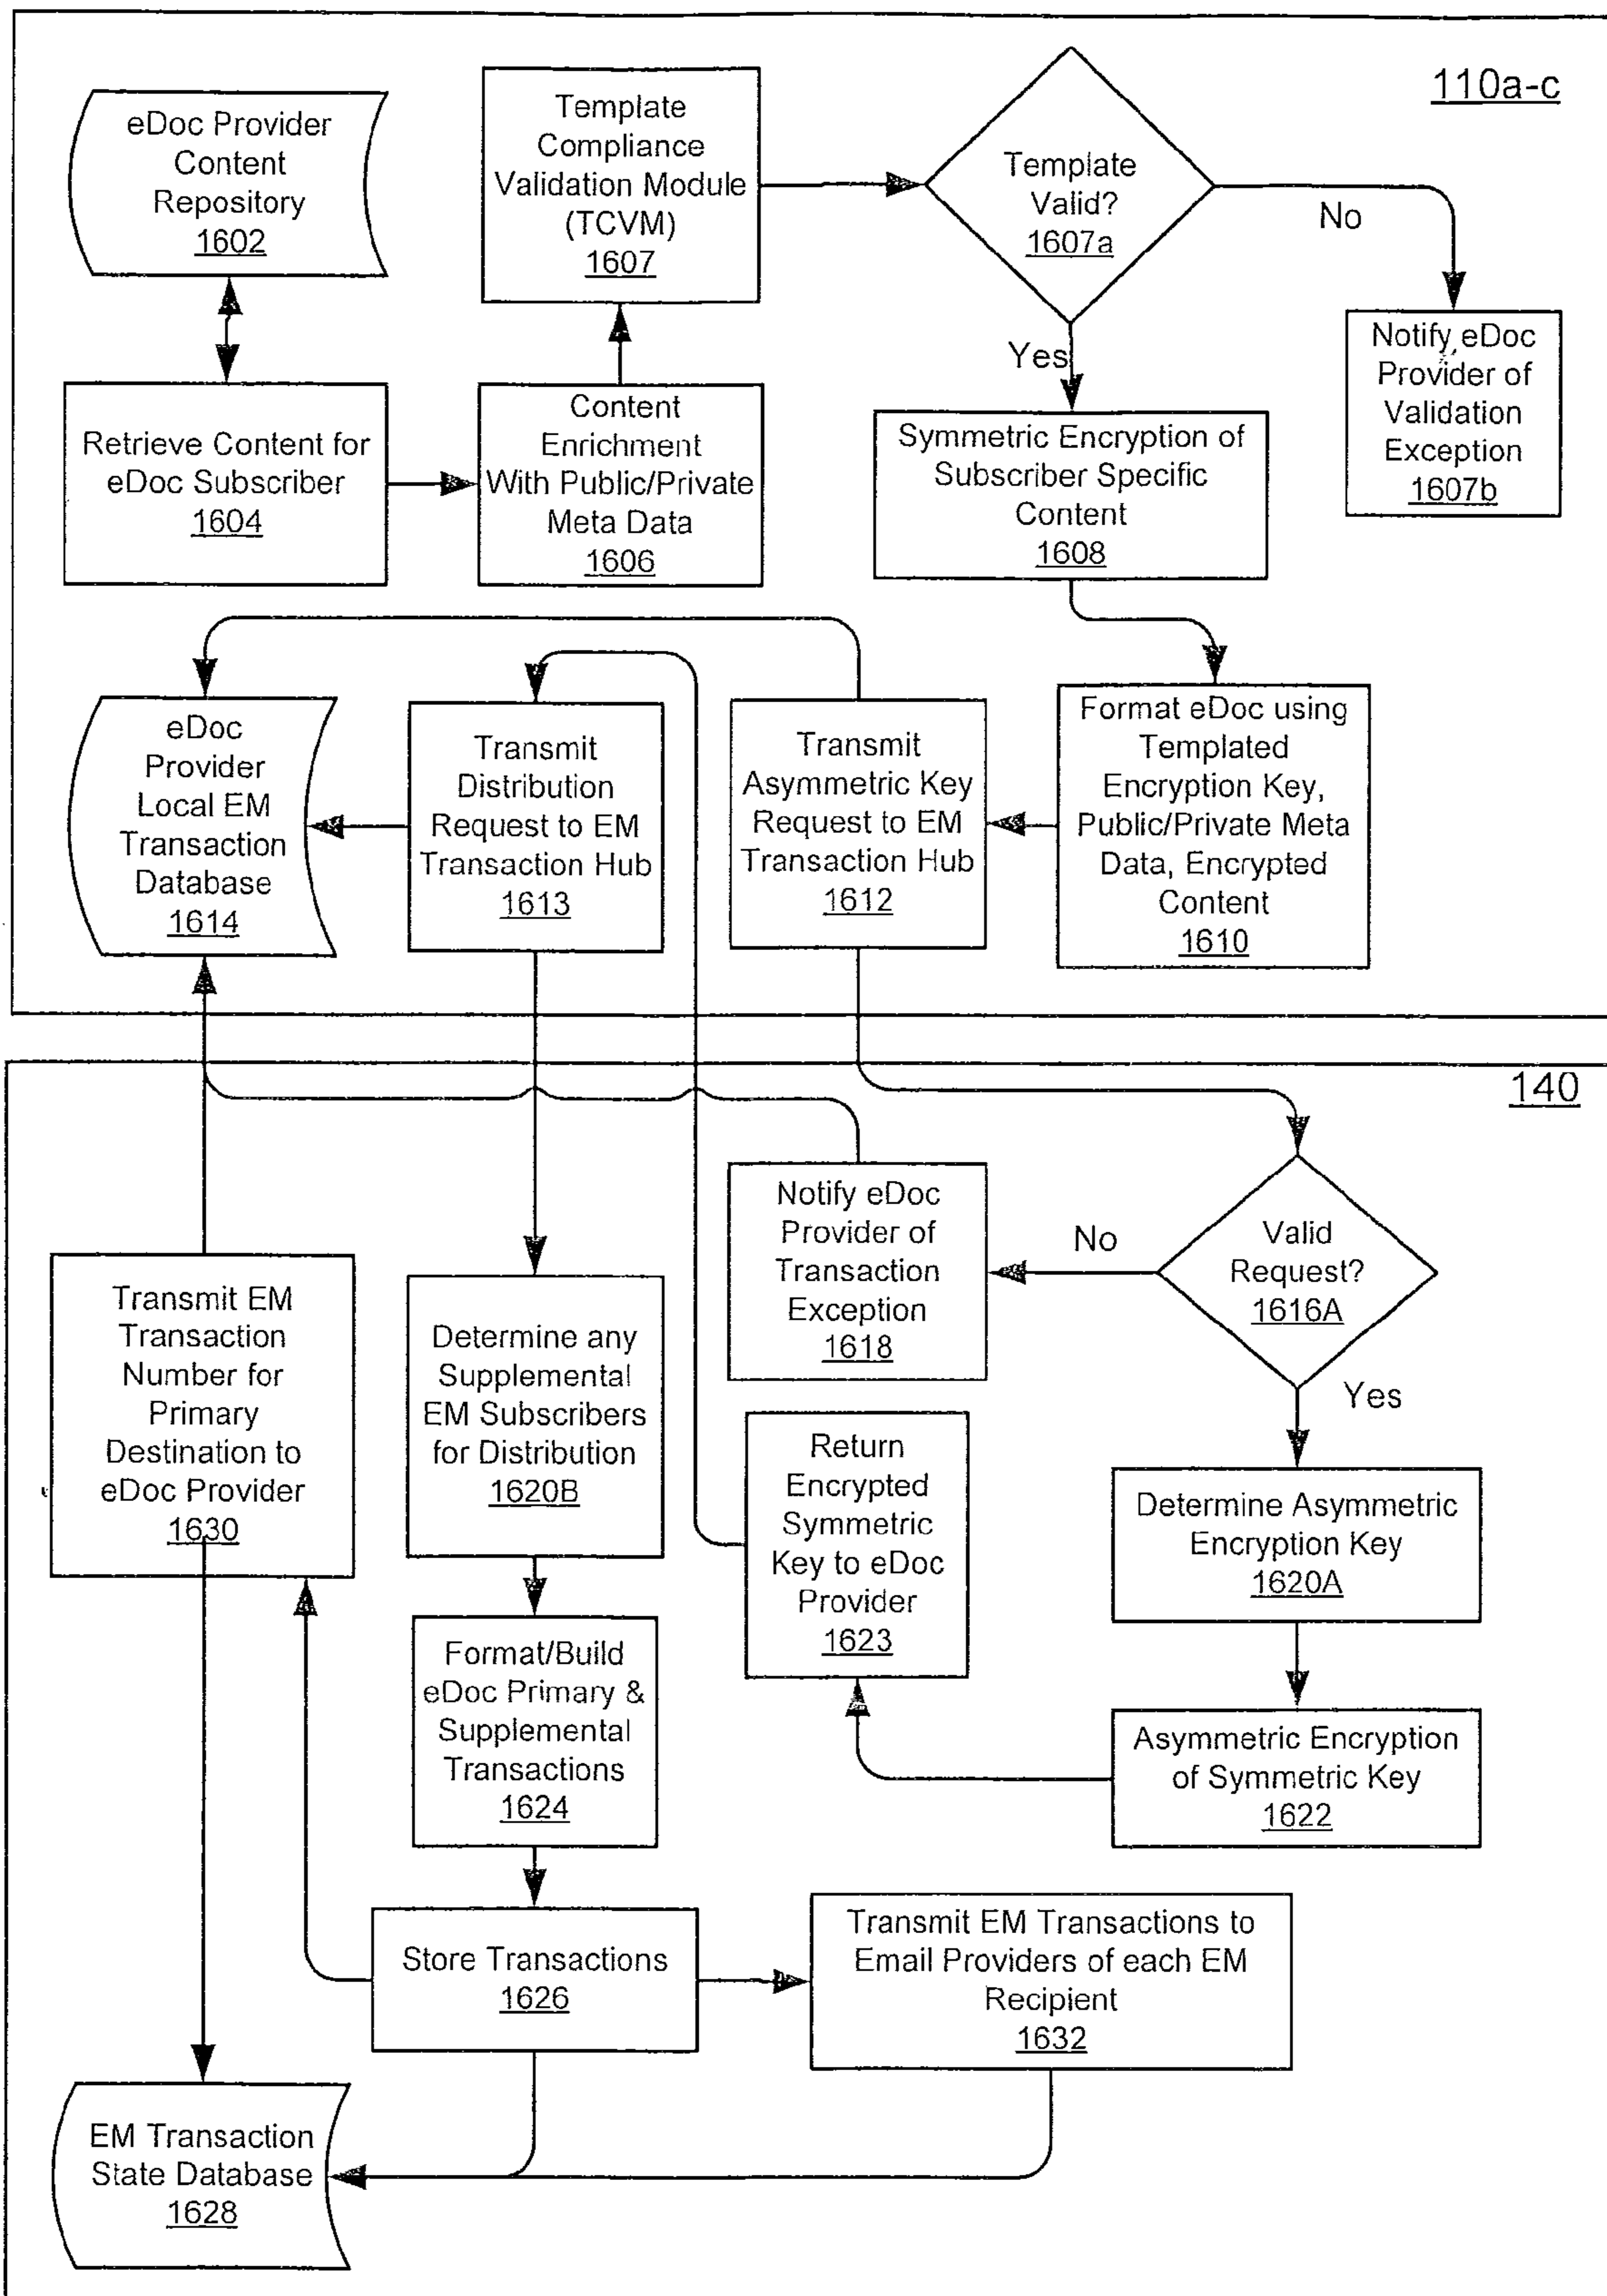 110a-c
eDoc Provider
Content
Repository
1602
Template
Compliance
Validation Module
(TCVM)
1607
Template
Valid?
1607a
No
Yes
Notify eDoc
Provider of
Validation
Exception
1607b
Retrieve Content for
eDoc Subscriber
1604
Content
Enrichment
With Public/Private
Meta Data
1606
Symmetric Encryption of
Subscriber Specific
Content
1608
eDoc
Provider
Local EM
Transaction
Database
1614
Transmit
Distribution
Request to EM
Transaction Hub
1613
Transmit
Asymmetric Key
Request to EM
Transaction Hub
1612
Format eDoc using
Templated
Encryption Key,
Public/Private Meta
Data, Encrypted
Content
1610
140
Notify eDoc
Provider of
Transaction
Exception
1618
No
Valid
Request?
1616A
Yes
Transmit EM
Transaction
Number for
Primary
Destination to
eDoc Provider
1630
Determine any
Supplemental
EM Subscribers
for Distribution
1620B
Return
Encrypted
Symmetric
Key to eDoc
Provider
1623
Determine Asymmetric
Encryption Key
1620A
Format/Build
eDoc Primary &
Supplemental
Transactions
1624
Asymmetric Encryption
of Symmetric Key
1622
Store Transactions
1626
Transmit EM Transactions to
Email Providers of each EM
Recipient
1632
EM Transaction
State Database
1628